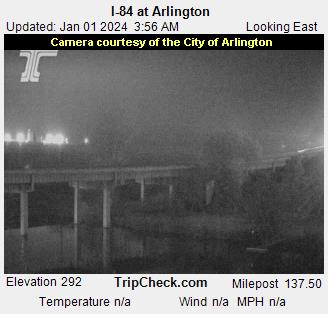 I-84 at Arlington
Updated: Jan 01 2024 3:56 AM Looking East
Camera courtesy of the City of Arlington
Elevation 292 TripCheck.com Milepost 137.50
Temperature n/a Wind n/a MPH n/a